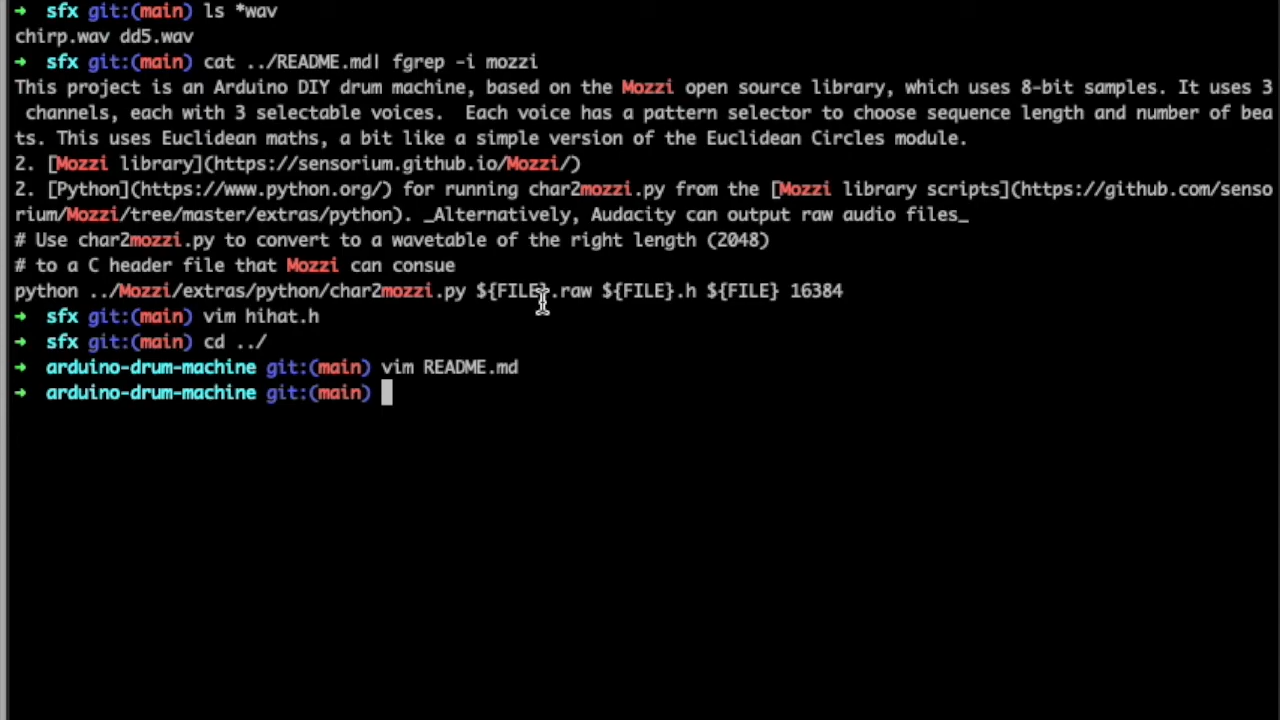 ➜  sfx git:(main) ls *wav
chirp.wav dd5.wav
➜  sfx git:(main) cat ../README.md| fgrep -i mozzi
This project is an Arduino DIY drum machine, based on the Mozzi open source library, which uses 8-bit samples. It uses 3
 channels, each with 3 selectable voices.  Each voice has a pattern selector to choose sequence length and number of bea
ts. This uses Euclidean maths, a bit like a simple version of the Euclidean Circles module.
2. [Mozzi library](https://sensorium.github.io/Mozzi/)
2. [Python](https://www.python.org/) for running char2mozzi.py from the [Mozzi library scripts](https://github.com/senso
rium/Mozzi/tree/master/extras/python). _Alternatively, Audacity can output raw audio files_
# Use char2mozzi.py to convert to a wavetable of the right length (2048)
# to a C header file that Mozzi can consue
python ../Mozzi/extras/python/char2mozzi.py ${FILE}.raw ${FILE}.h ${FILE} 16384
➜  sfx git:(main) vim hihat.h
➜  sfx git:(main) cd ../
➜  arduino-drum-machine git:(main) vim README.md
➜  arduino-drum-machine git:(main)